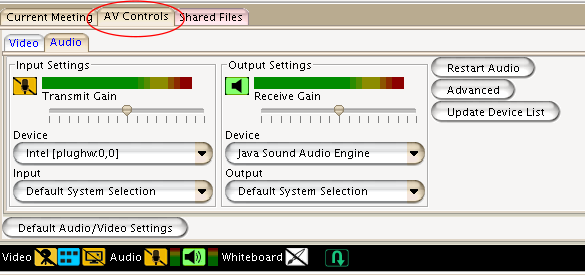 Current Meeting AV Controls Shared Files
Video Audio
Input Settings
Transmit Gain
Device
Intel [plughw:0,0]
Input
Default System Selection
Output Settings
Receive Gain
Device
Java Sound Audio Engine
Output
Default System Selection
Restart Audio
Advanced
Update Device List
Default Audio/Video Settings
Video Audio Whiteboard